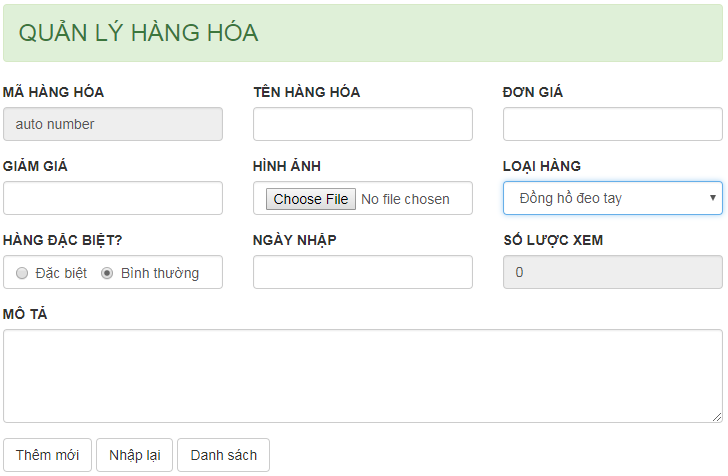 QUẢN LÝ HÀNG HÓA
MÃ HÀNG HÓA TÊN HÀNG HÓA ĐƠN GIÁ
auto number
GIẢM GIÁ HÌNH ẢNH LOẠI HÀNG
Choose File No file chosen Đồng hồ đeo tay
HÀNG ĐẶC BIỆT? NGÀY NHẬP SỐ LƯỢC XEM
Đặc biệt Bình thường 0
MÔ TẢ
Thêm mới Nhập lại Danh sách